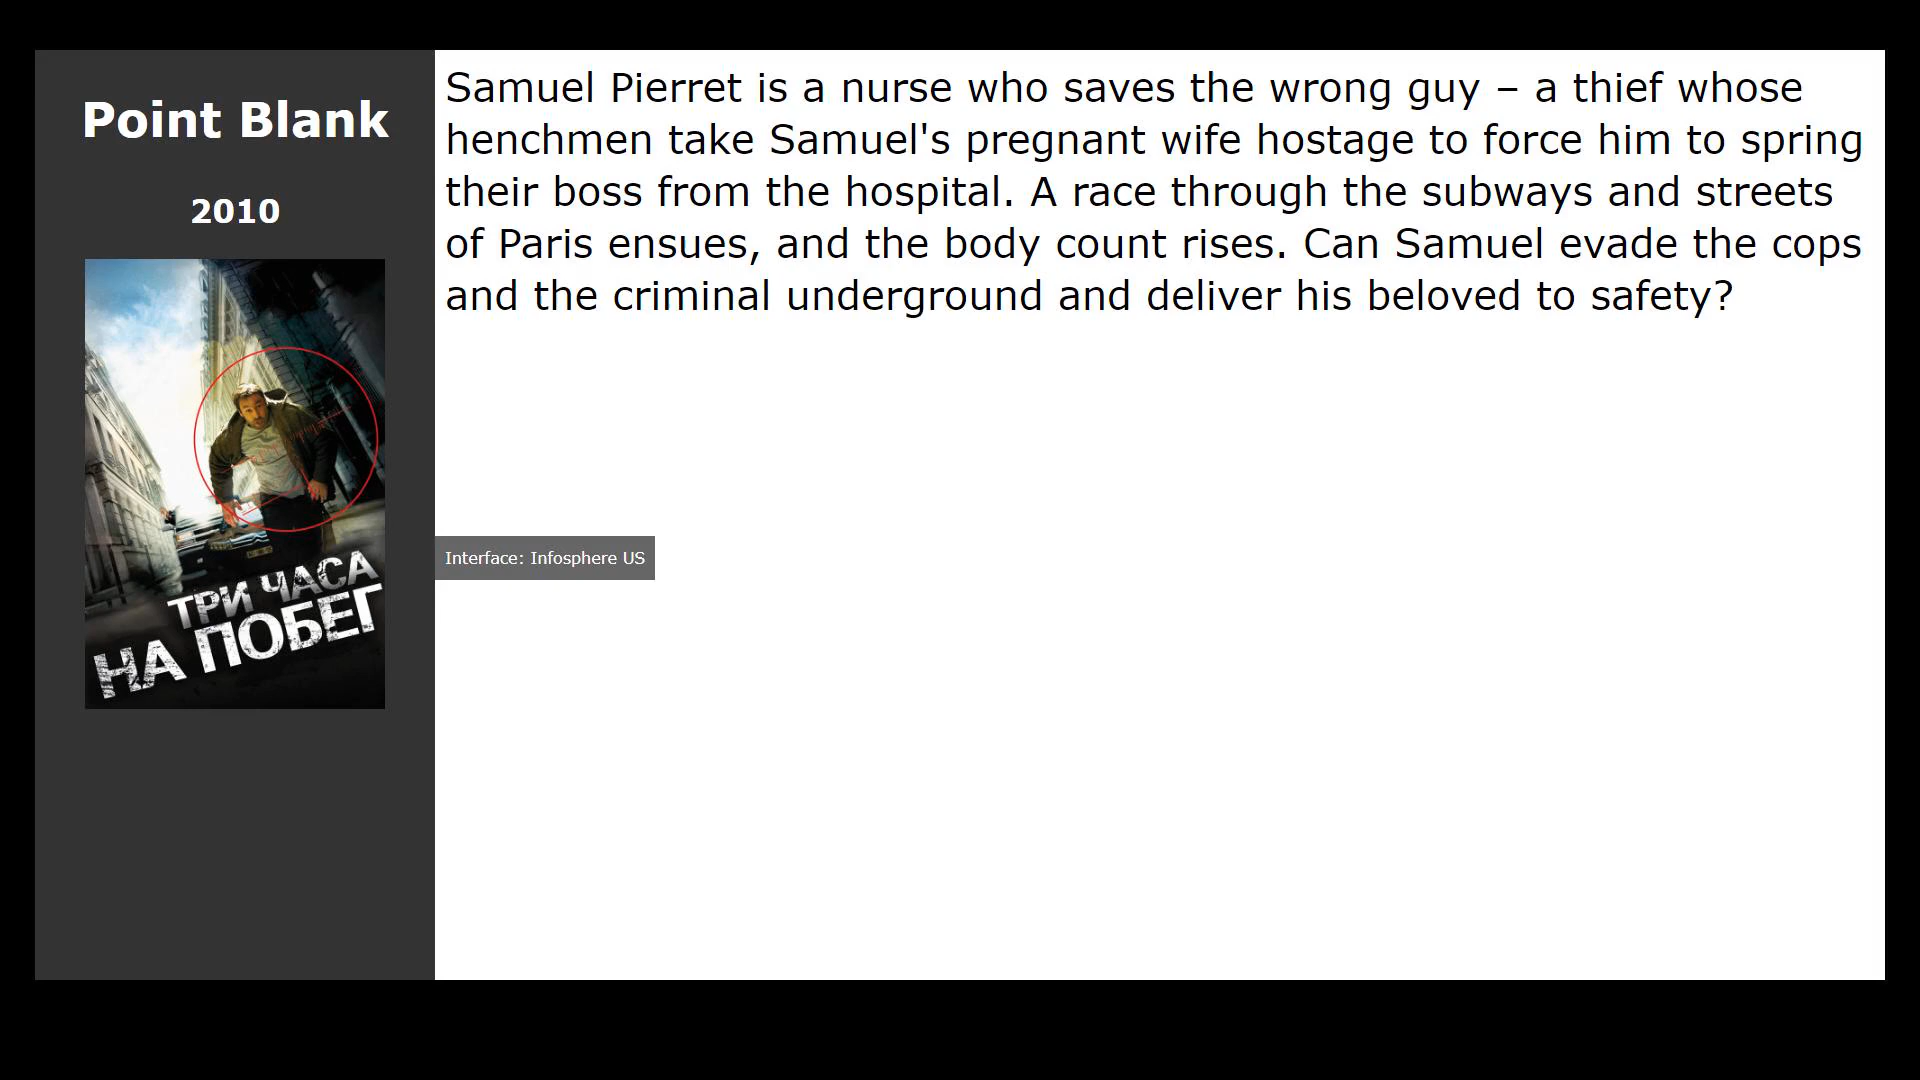 Point Blank
2010
ТРИ ЧАСА
НА ПОБЕГ
Samuel Pierret is a nurse who saves the wrong guy – a thief whose
henchmen take Samuel's pregnant wife hostage to force him to spring
their boss from the hospital. A race through the subways and streets
of Paris ensues, and the body count rises. Can Samuel evade the cops
and the criminal underground and deliver his beloved to safety?
Interface: Infosphere US